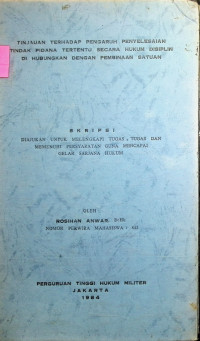 TINJAUAN TERHADAP PENGARUH PENYELESAIAN
TINDAK PIDANA TERTENTU SECARA HUKUM DISIPLIN
DI HUBUNGKAN DENGAN PEMBINAAN SATUAN
SKRIPSI
DIAJUKAN UNTUK MELENGKAPI TUGAS, TUGAS DAN
MEMENUHI PERSYARATAN GUNA MENCAPAI
GELAR SARJANA HUKUM
OLEH :
ROSIHAN ANWAR
NOMOR PERWIRA MAHASISWA :
PERGURUAN TINGGI HUKUM MILITER
JAKARTA
1984